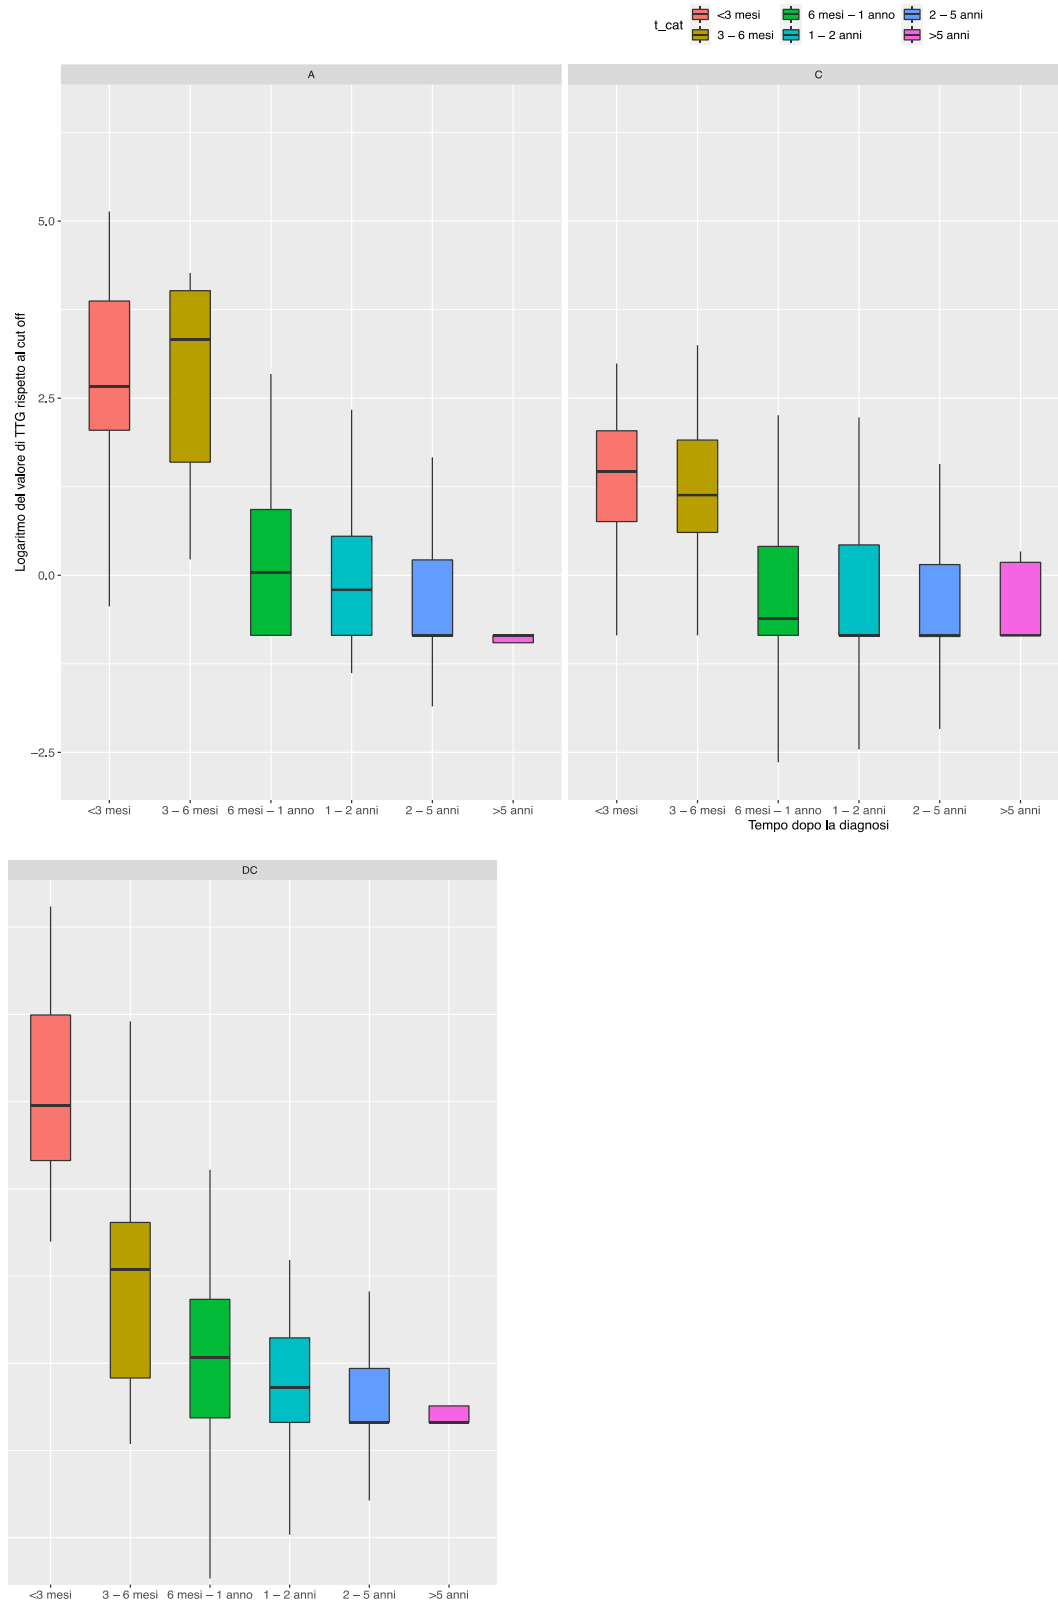 t_cat
<3 mesi
3 – 6 mesi
6 mesi – 1 anno
1 – 2 anni
2 – 5 anni
>5 anni
A
C
Logaritmo del valore di TTG rispetto al cut off
5.0
2.5
0.0
−2.5
<3 mesi 3 – 6 mesi 6 mesi – 1 anno 1 – 2 anni 2 – 5 anni >5 anni
<3 mesi 3 – 6 mesi 6 mesi – 1 anno 1 – 2 anni 2 – 5 anni >5 anni
Tempo dopo la diagnosi
DC
<3 mesi 3 – 6 mesi 6 mesi – 1 anno 1 – 2 anni 2 – 5 anni >5 anni